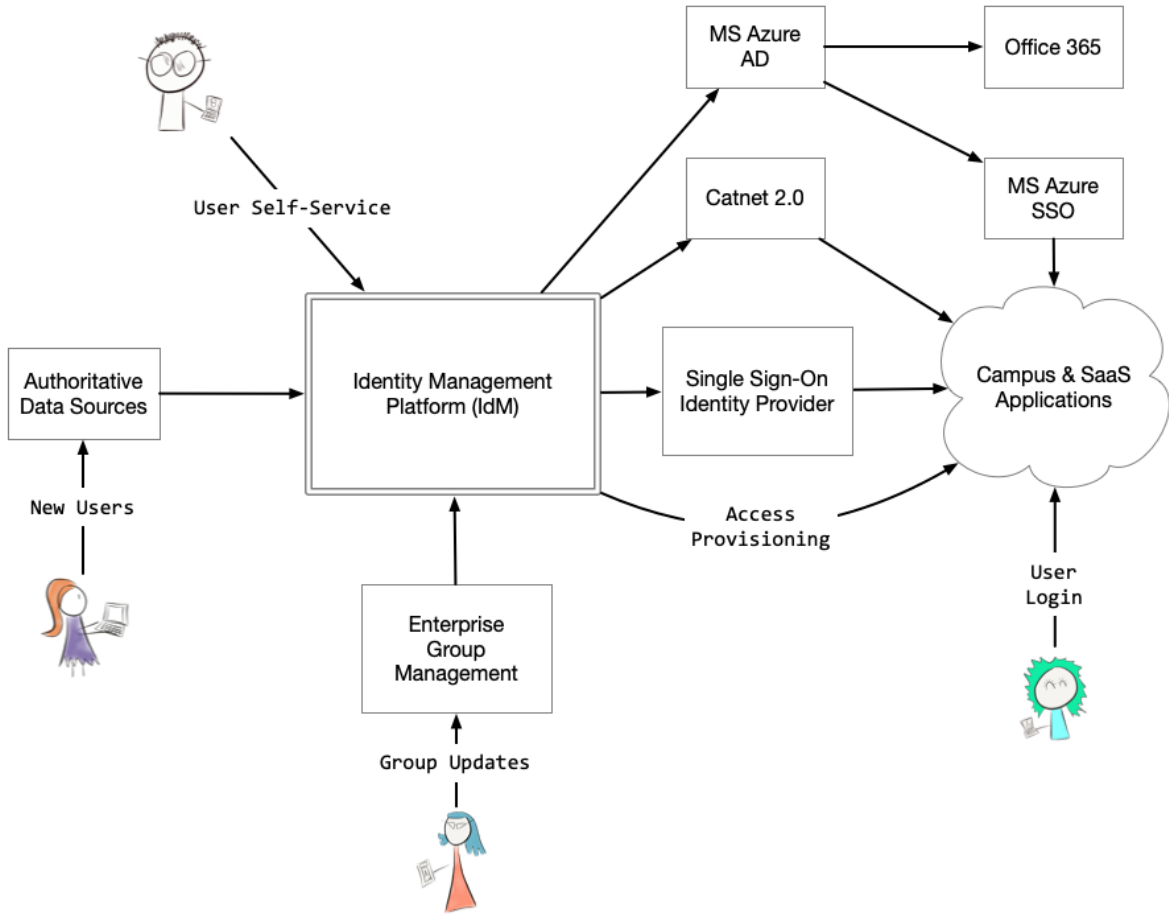 MS Azure
AD
Office 365
Catnet 2.0
MS Azure
SSO
User Self-Service
Authoritative
Data Sources
Identity Management
Platform (IdM)
Single Sign-On
Identity Provider
Campus & SaaS
Applications
New Users
Access
Provisioning
User
Login
Enterprise
Group
Management
Group Updates